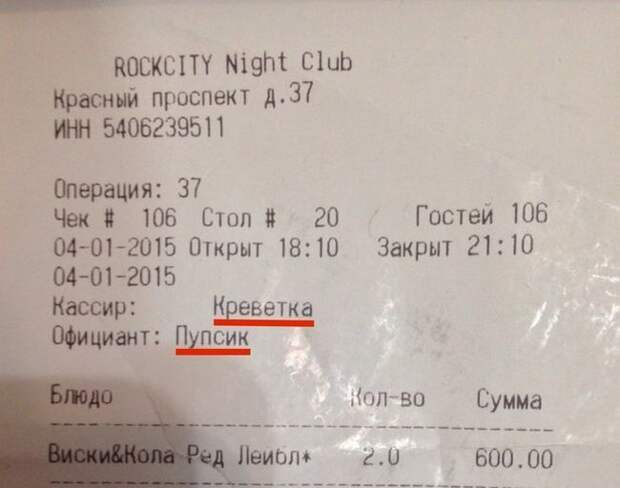 ROCKCITY Night Club
Красный проспект д.37
ИНН 5406239511
Операция: 37
Чек # 106 Стол # 20 Гостей 106
04-01-2015 Открыт 18:10 Закрыт 21:10
04-01-2015
Кассир: Креветка
Официант: Пупсик
Блюдо Кол-во Сумма
Виски&Кола Ред Лейбл* 2.0 600.00